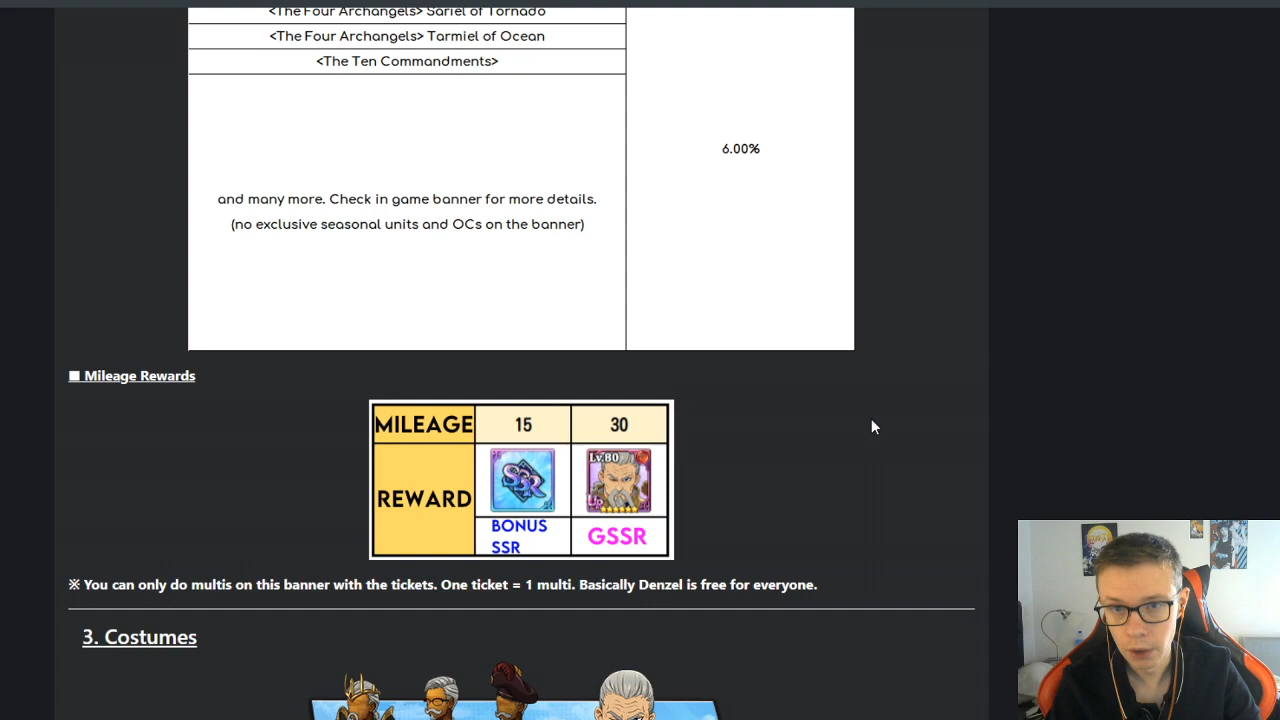 <The Four Archangels> Sariel of Tornado
<The Four Archangels> Tarmiel of Ocean
<The Ten Commandments>
and many more. Check in game banner for more details.
(no exclusive seasonal units and OCs on the banner)
6.00%
■ Mileage Rewards
MILEAGE 15 30
REWARD
SSR
Lv.80
UP
BONUS
SSR
GSSR
※ You can only do multis on this banner with the tickets. One ticket = 1 multi. Basically Denzel is free for everyone.
3. Costumes